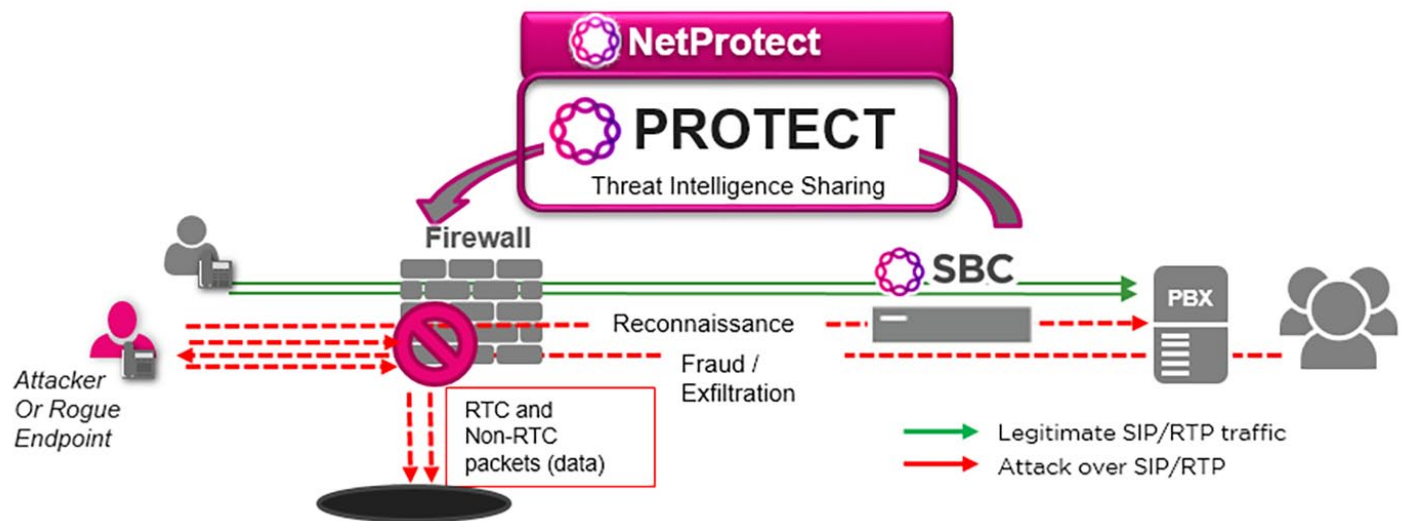 NetProtect
PROTECT
Threat Intelligence Sharing
Firewall
SBC
PBX
Reconnaissance
Fraud /
Exfiltration
Attacker
Or Rogue
Endpoint
RTC and
Non-RTC
packets (data)
Legitimate SIP/RTP traffic
Attack over SIP/RTP